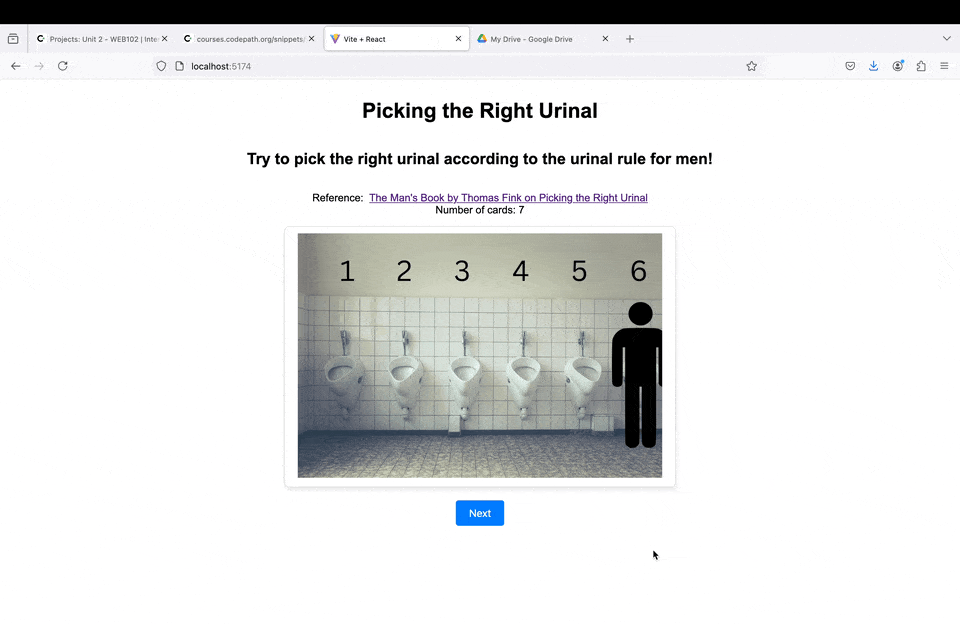 Projects: Unit 2 - WEB102 | Inte
courses.codepath.org/snippets/
Vite + React
My Drive - Google Drive
localhost:5174
Picking the Right Urinal
Try to pick the right urinal according to the urinal rule for men!
Reference: The Man's Book by Thomas Fink on Picking the Right Urinal
Number of cards: 7
1 2 3 4 5 6
Next